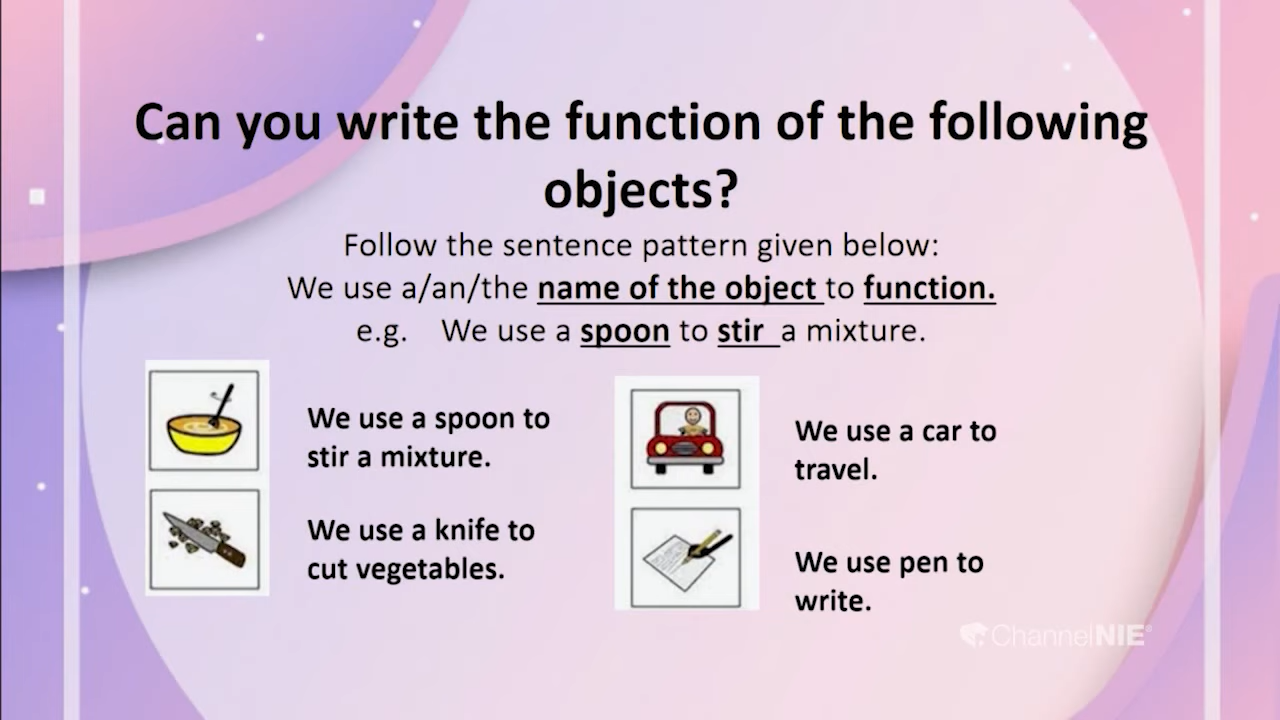 Can you write the function of the following
objects?
Follow the sentence pattern given below:
We use a/an/the name of the object to function.
e.g. We use a spoon to stir a mixture.
We use a spoon to
stir a mixture.
We use a knife to
cut vegetables.
We use a car to
travel.
We use pen to
write.
ChannelNIE®